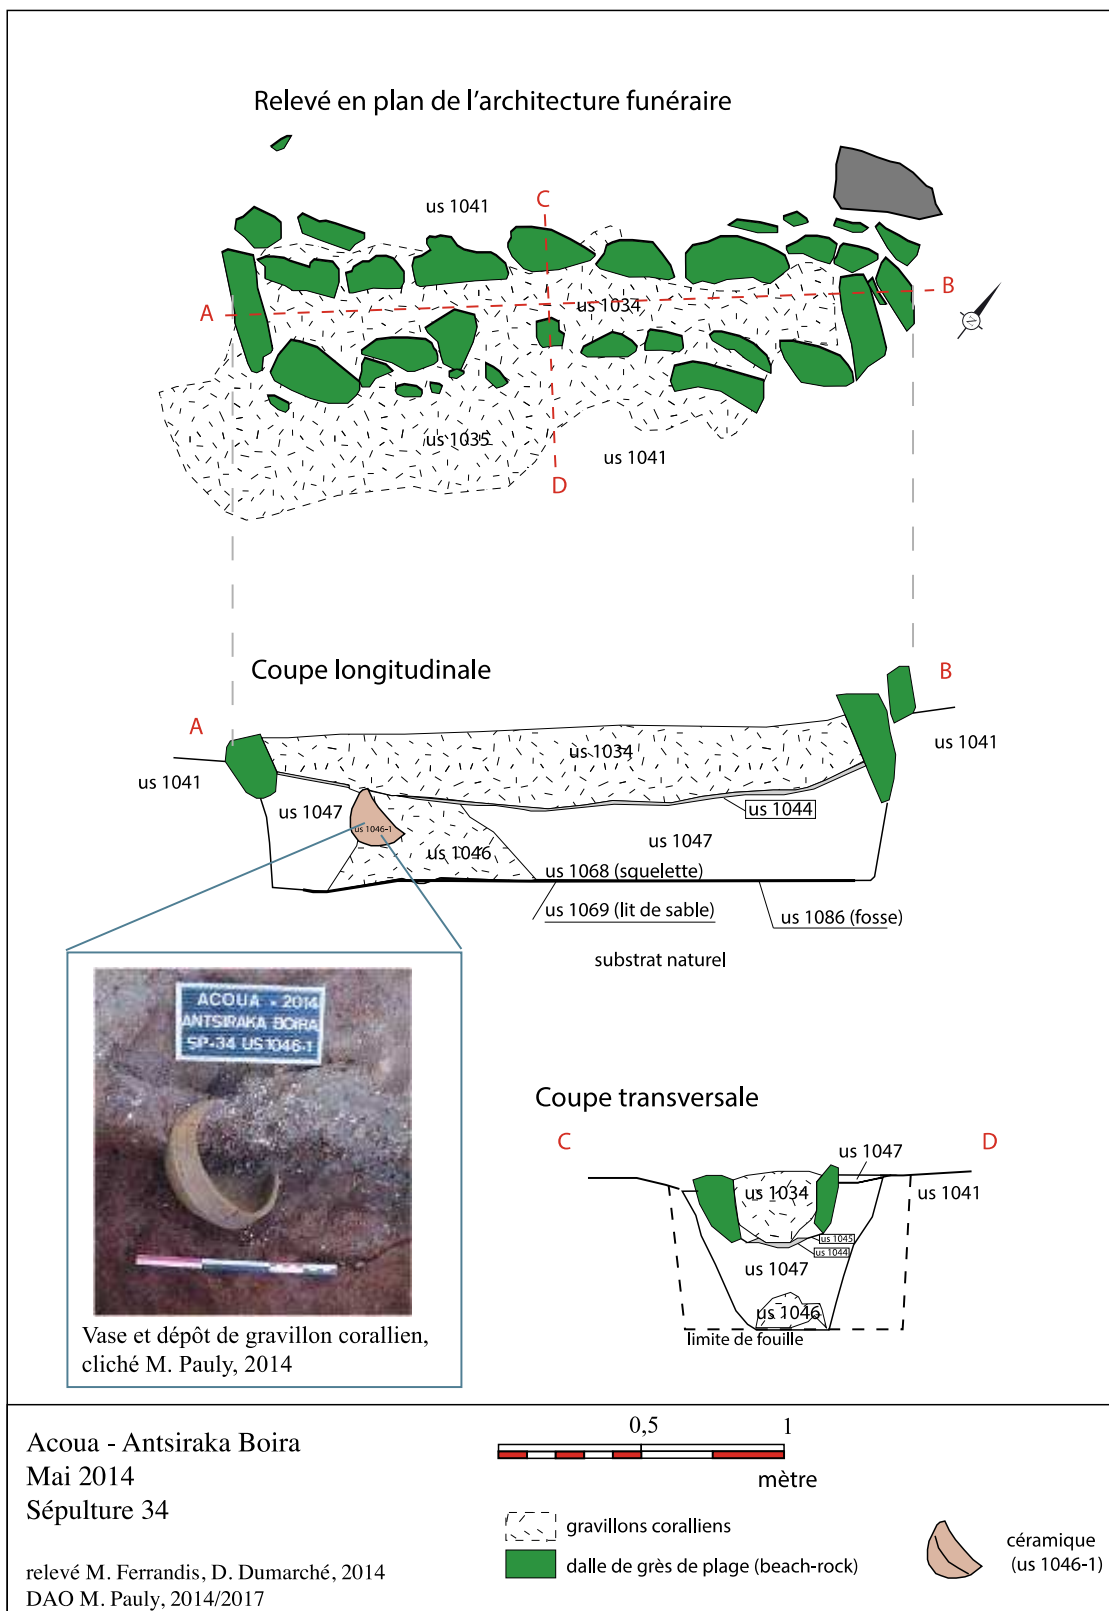 Relevé en plan de l'architecture funéraire
us 1041
C
A
us 1034
B
us 1035
us 1041
D
Coupe longitudinale
A
B
us 1041
us 1034
us 1041
us 1047
us 1044
us 1046-1
us 1046
us 1047
us 1068 (squelette)
us 1069 (lit de sable)
us 1086 (fosse)
substrat naturel
ACOUA - 2014
ANTSIRAKA BOIRA
SP-34 US1046-1
Vase et dépôt de gravillon corallien,
cliché M. Pauly, 2014
Coupe transversale
C
D
us 1047
us 1034
us 1041
us 1045
us 1044
us 1047
us 1046
limite de fouille
Acoua - Antsiraka Boira
Mai 2014
Sépulture 34
relevé M. Ferrandis, D. Dumarché, 2014
DAO M. Pauly, 2014/2017
0,5
1
mètre
gravillons coralliens
dalle de grès de plage (beach-rock)
céramique
(us 1046-1)